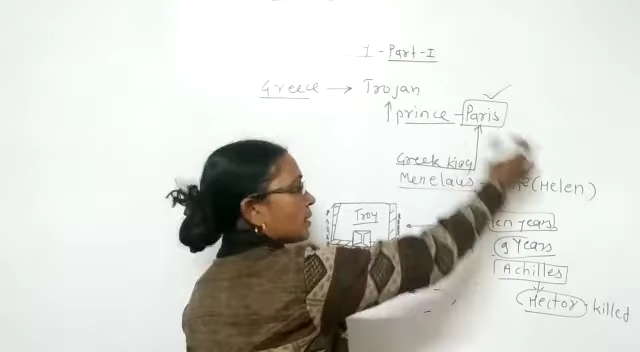 I - Part-I
Greece → Trojan
↑ prince - Paris ✓
Greek King
Menelaus - (Helen)
Troy
ten years
9 Years
Achilles
Hector - killed